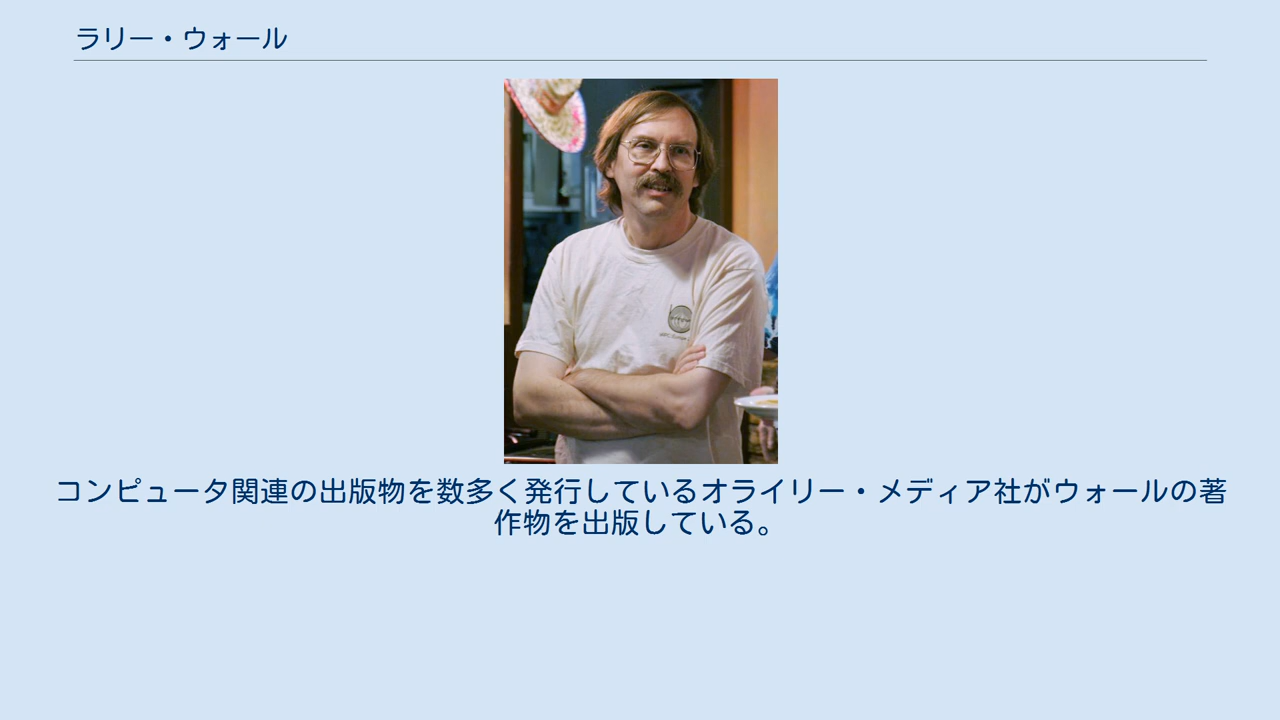 ラリー・ウォール
コンピュータ関連の出版物を数多く発行しているオライリー・メディア社がウォールの著
作物を出版している。